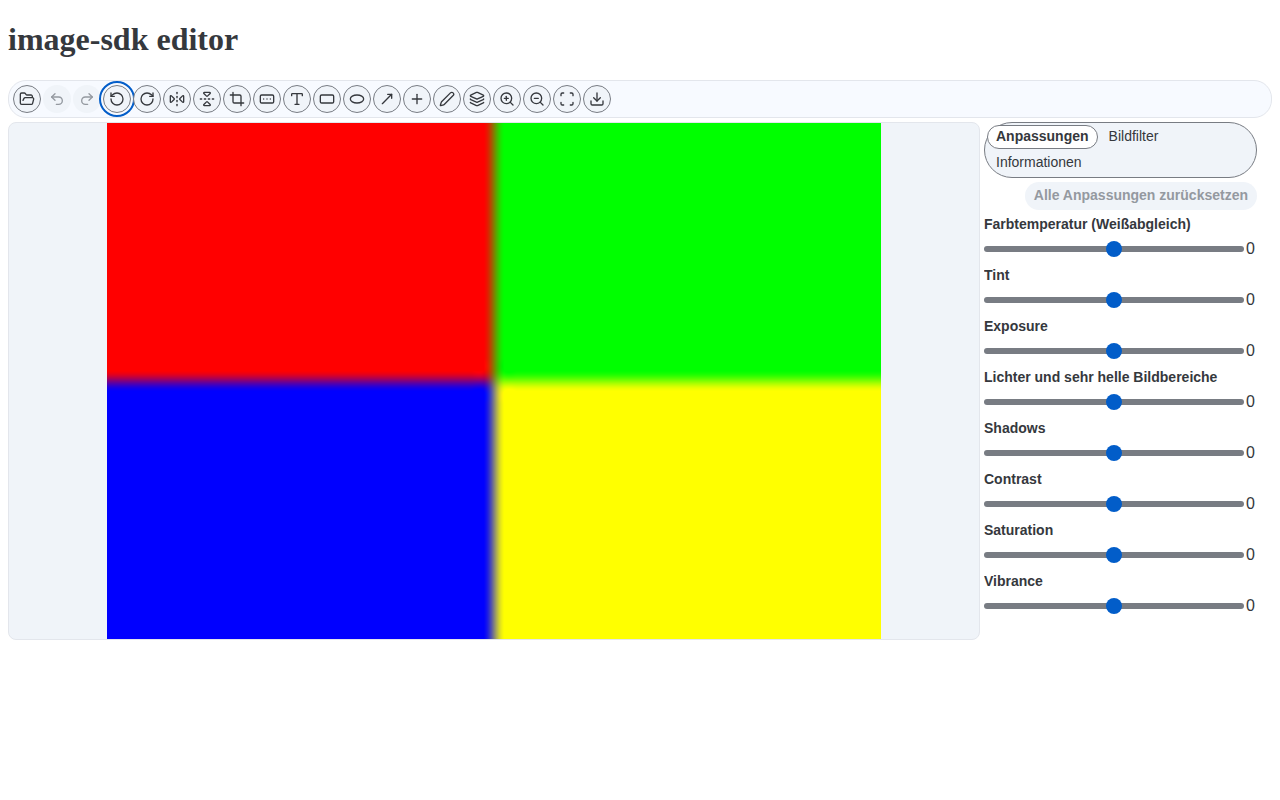 image-sdk editor
Anpassungen Bildfilter
Informationen
Alle Anpassungen zurücksetzen
Farbtemperatur (Weißabgleich)
0
Tint
0
Exposure
0
Lichter und sehr helle Bildbereiche
0
Shadows
0
Contrast
0
Saturation
0
Vibrance
0